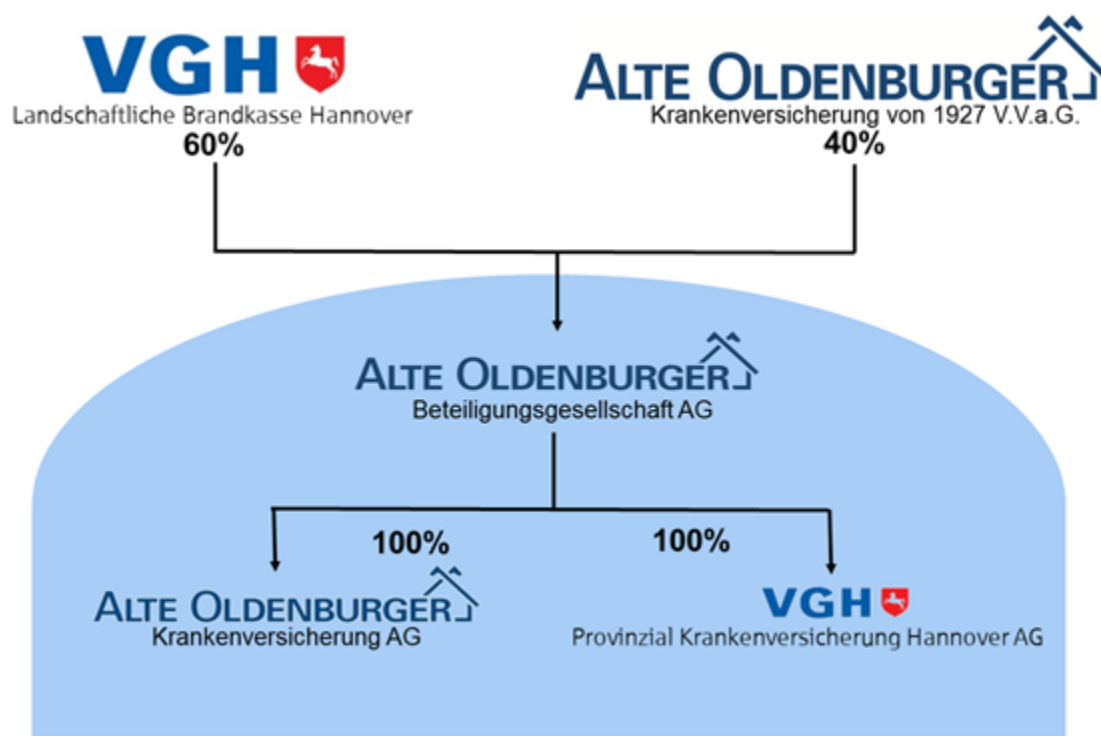 VGH
Landschaftliche Brandkasse Hannover
60%
ALTE OLDENBURGER
Krankenversicherung von 1927 V.V.a.G.
40%
ALTE OLDENBURGER
Beteiligungsgesellschaft AG
100%
100%
ALTE OLDENBURGER
Krankenversicherung AG
VGH
Provinzial Krankenversicherung Hannover AG